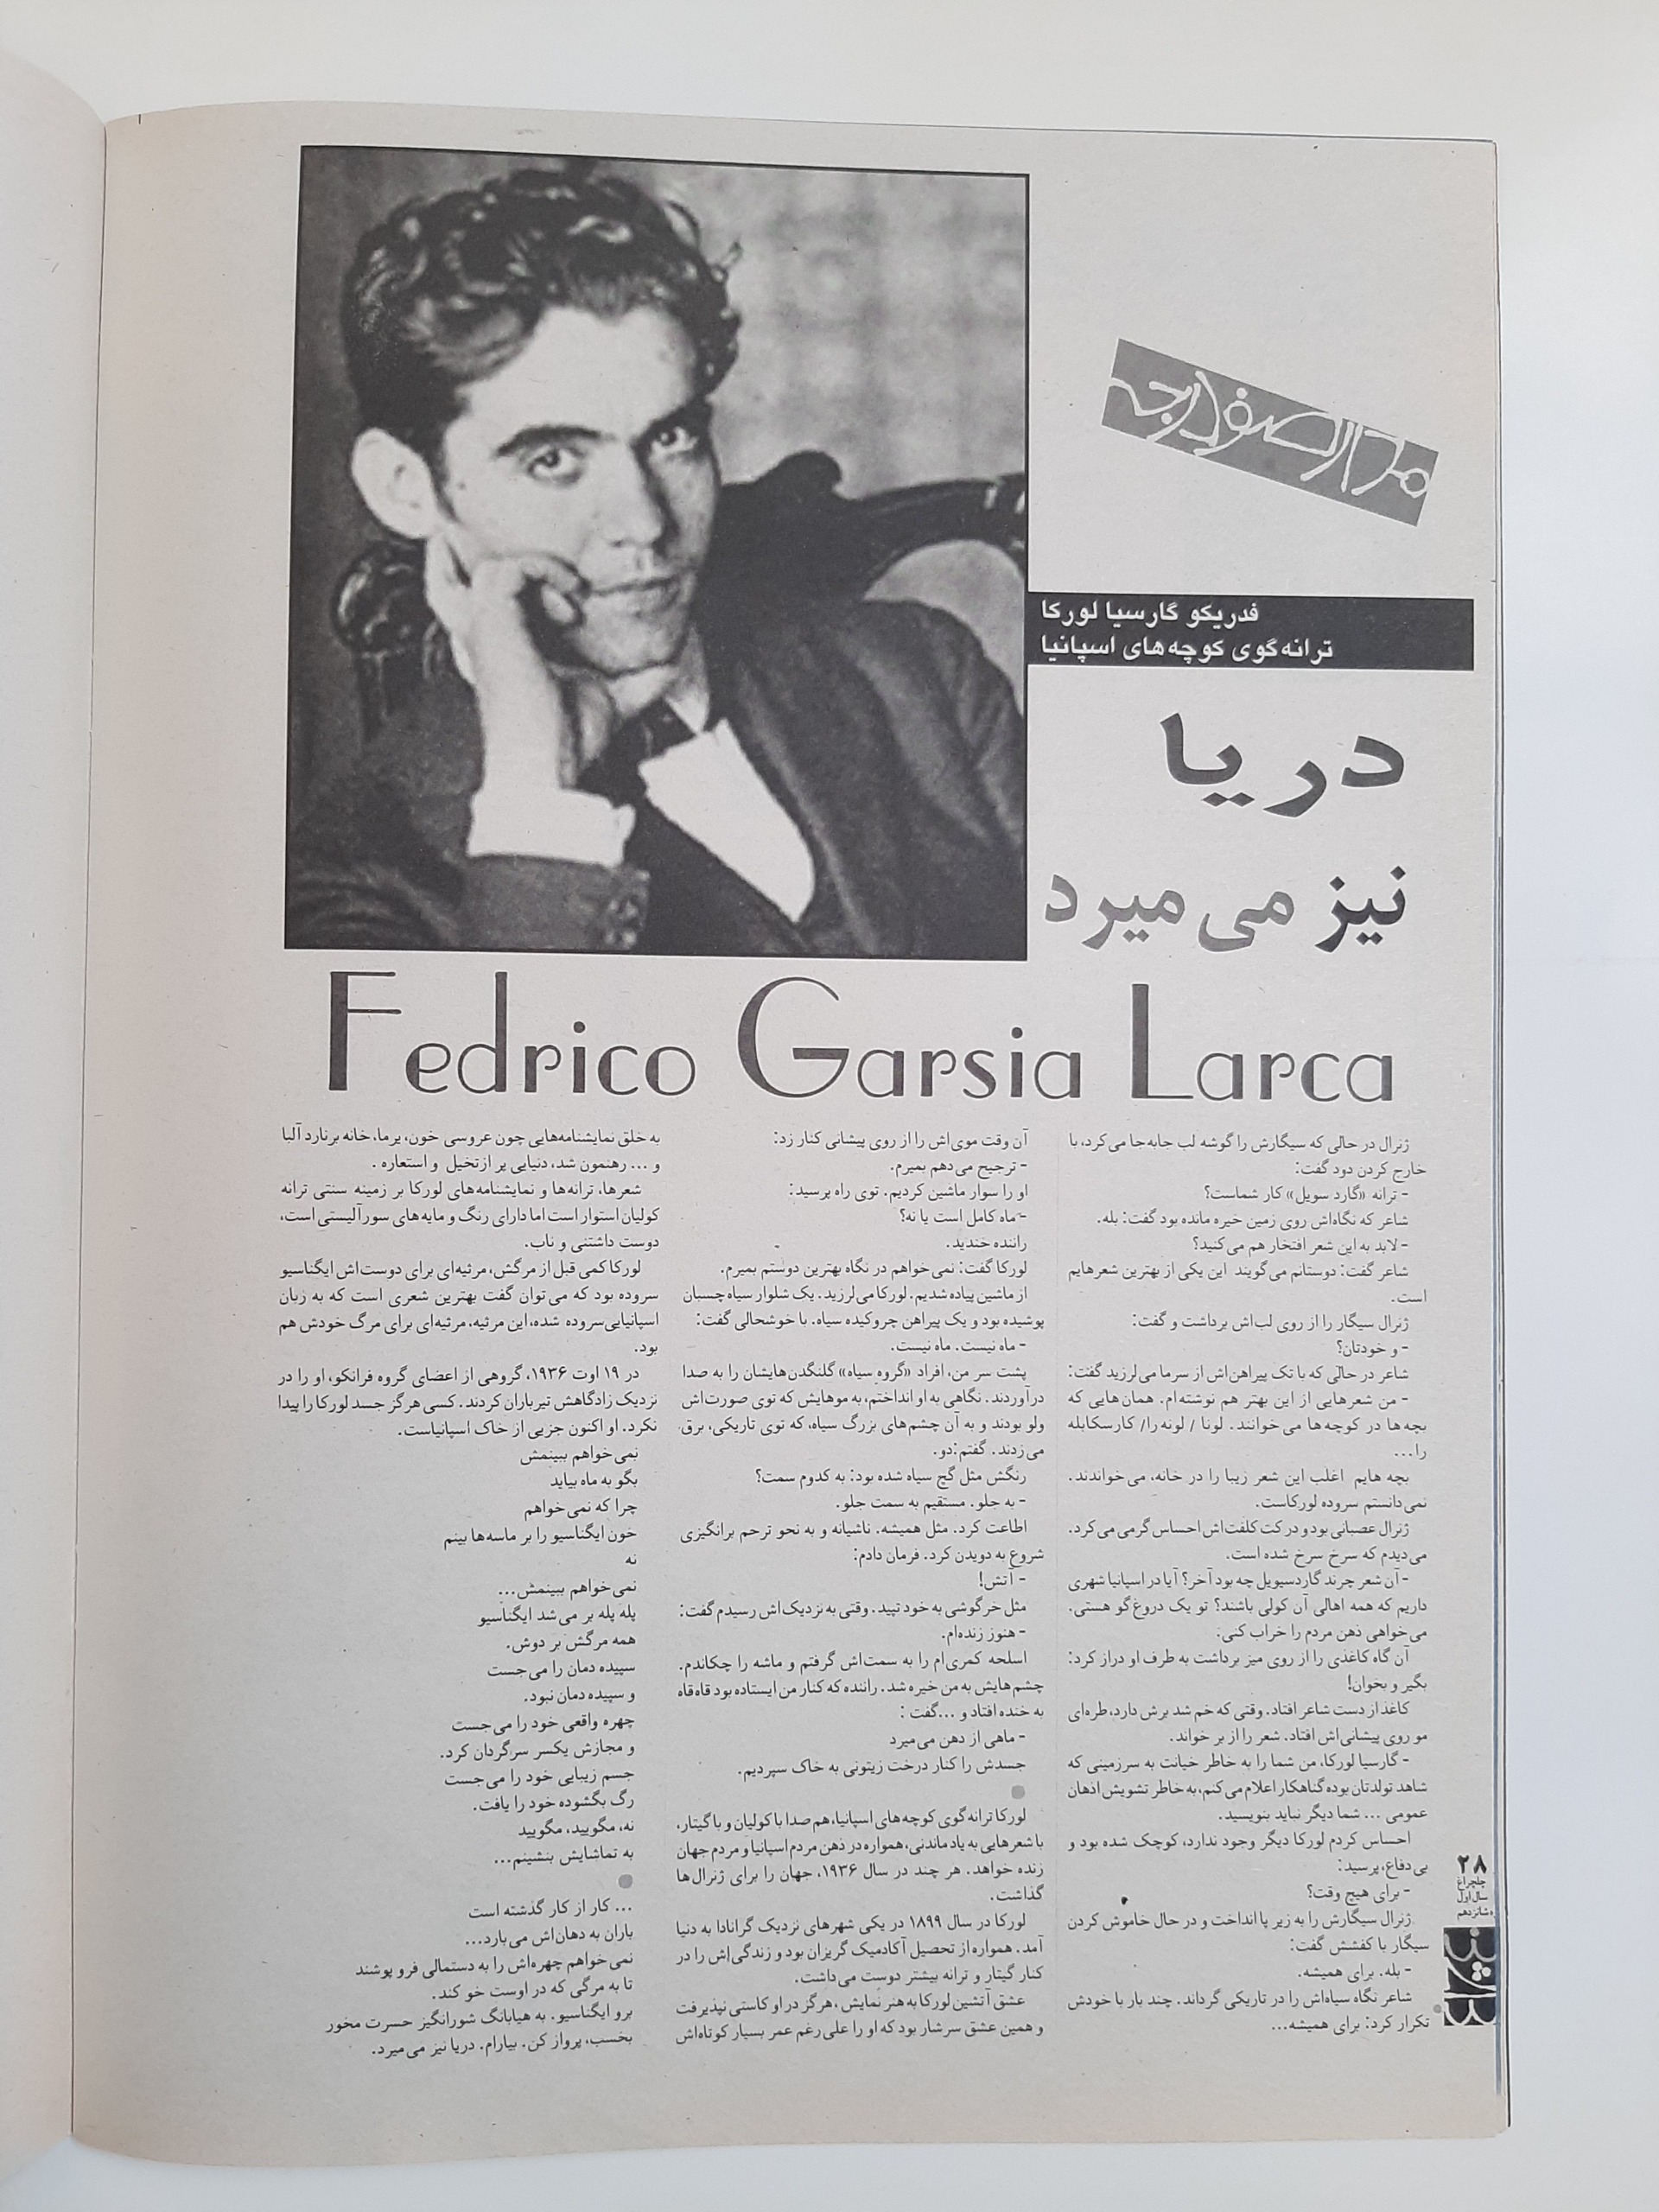 فدریکو گارسیا لورکا
ترانه‌گوی کوچه‌های اسپانیا
دریا
نیز می‌میرد
Fedrico Garsia Larca
ژنرال در حالی که سیگارش را گوشه لب جابه‌جا می‌کرد، با
خارج کردن دود گفت:
- ترانه «گارد سویل» کار شماست؟
شاعر که نگاه‌اش روی زمین خیره مانده بود گفت: بله.
- لابد به این شعر افتخار هم می‌کنید؟
شاعر گفت: دوستانم می‌گویند این یکی از بهترین شعرهایم
است.
ژنرال سیگار را از روی لب‌اش برداشت و گفت:
- و خودتان؟
شاعر در حالی که با تک پیراهن‌اش از سرما می‌لرزید گفت:
- من شعرهایی از این بهتر هم نوشته‌ام. همان‌هایی که
بچه‌ها در کوچه‌ها می‌خوانند. لونا / لونه را/ کارسکابله
را...
بچه هایم اغلب این شعر زیبا را در خانه، می‌خواندند.
نمی‌دانستم سروده لورکاست.
ژنرال عصبانی بود و در کت کلفت‌اش احساس گرمی می‌کرد.
می‌دیدم که سرخ سرخ شده است.
- آن شعر چرند گاردسیویل چه بود آخر؟ آیا در اسپانیا شهری
داریم که همه اهالی آن کولی باشند؟ تو یک دروغ‌گو هستی.
می‌خواهی ذهن مردم را خراب کنی:
آن گاه کاغذی را از روی میز برداشت به طرف او دراز کرد:
بگیر و بخوان!
کاغذ از دست شاعر افتاد. وقتی که خم شد برش دارد، طره‌ای
مو روی پیشانی‌اش افتاد. شعر را از بر خواند.
- گارسیا لورکا، من شما را به خاطر خیانت به سرزمینی که
شاهد تولدتان بوده گناهکار اعلام می‌کنم، به خاطر تشویش اذهان
عمومی ... شما دیگر نباید بنویسید.
احساس کردم لورکا دیگر وجود ندارد، کوچک شده بود و
بی‌دفاع، پرسید:
- برای هیچ وقت؟
ژنرال سیگارش را به زیر پا انداخت و در حال خاموش کردن
سیگار با کفشش گفت:
- بله. برای همیشه.
شاعر نگاه سیاه‌اش را در تاریکی گرداند. چند بار با خودش
تکرار کرد: برای همیشه...
آن وقت موی‌اش را از روی پیشانی کنار زد:
- ترجیح می‌دهم بمیرم.
او را سوار ماشین کردیم. توی راه پرسید:
- ماه کامل است یا نه؟
راننده خندید.
لورکا گفت: نمی‌خواهم در نگاه بهترین دوستم بمیرم.
از ماشین پیاده شدیم. لورکا می‌لرزید. یک شلوار سیاه چسبان
پوشیده بود و یک پیراهن چروکیده سیاه. با خوشحالی گفت:
- ماه نیست. ماه نیست.
پشت سر من، افراد «گروه سیاه» گلنگدن‌هایشان را به صدا
درآوردند. نگاهی به او انداختم، به موهایش که توی صورت‌اش
ولو بودند و به آن چشم‌های بزرگ سیاه، که توی تاریکی، برق
می‌زدند. گفتم: دو.
رنگش مثل گچ سیاه شده بود: به کدوم سمت؟
- به جلو. مستقیم به سمت جلو.
اطاعت کرد. مثل همیشه. ناشیانه و به نحو ترحم برانگیزی
شروع به دویدن کرد. فرمان دادم:
- آتش!
مثل خرگوشی به خود تپید. وقتی به نزدیک‌اش رسیدم گفت:
- هنوز زنده‌ام.
اسلحه کمری‌ام را به سمت‌اش گرفتم و ماشه را چکاندم.
چشم‌هایش به من خیره شد. راننده که کنار من ایستاده بود قاه‌قاه
به خنده افتاد و ... گفت :
- ماهی از دهن می‌میرد
جسدش را کنار درخت زیتونی به خاک سپردیم.
لورکا ترانه‌گوی کوچه‌های اسپانیا، هم صدا با کولیان و با گیتار،
با شعرهایی به یاد ماندنی، همواره در ذهن مردم اسپانیا و مردم جهان
زنده خواهد. هر چند در سال ۱۹۳۶، جهان را برای ژنرال‌ها
گذاشت.
لورکا در سال ۱۸۹۹ در یکی شهرهای نزدیک گرانادا به دنیا
آمد. همواره از تحصیل آکادمیک گریزان بود و زندگی‌اش را در
کنار گیتار و ترانه بیشتر دوست می‌داشت.
عشق آتشین لورکا به هنر نمایش، هرگز در او کاستی نپذیرفت
و همین عشق سرشار بود که او را علی رغم عمر بسیار کوتاه‌اش
به خلق نمایشنامه‌هایی چون عروسی خون، یرما، خانه برنارد آلبا
و ... رهنمون شد، دنیایی پر از تخیل و استعاره .
شعرها، ترانه‌ها و نمایشنامه‌های لورکا بر زمینه سنتی ترانه
کولیان استوار است اما دارای رنگ و مایه‌های سورآلیستی است،
دوست داشتنی و ناب.
لورکا کمی قبل از مرگش، مرثیه‌ای برای دوست‌اش ایگناسیو
سروده بود که می‌توان گفت بهترین شعری است که به زبان
اسپانیایی سروده شده، این مرثیه، مرثیه‌ای برای مرگ خودش هم
بود.
در ۱۹ اوت ۱۹۳۶، گروهی از اعضای گروه فرانکو، او را در
نزدیک زادگاهش تیرباران کردند. کسی هرگز جسد لورکا را پیدا
نکرد. او اکنون جزیی از خاک اسپانیاست.
نمی‌خواهم ببینمش
بگو به ماه بیاید
چرا که نمی‌خواهم
خون ایگناسیو را بر ماسه‌ها بینم
نه
نمی‌خواهم ببینمش...
پله پله بر می‌شد ایگناسیو
همه مرگش بر دوش.
سپیده دمان را می‌جست
و سپیده دمان نبود.
چهره واقعی خود را می‌جست
و مجازش یکسر سرگردان کرد.
جسم زیبایی خود را می‌جست
رگ بگشوده خود را یافت.
نه، مگویید، مگویید
به تماشایش بنشینم...
... کار از کار گذشته است
باران به دهان‌اش می‌بارد...
نمی‌خواهم چهره‌اش را به دستمالی فرو پوشند
تا به مرگی که در اوست خو کند.
برو ایگناسیو. به هیابانگ شورانگیز حسرت مخور
بخسب، پرواز کن. بیارام. دریا نیز می‌میرد.
۲۸
چلچراغ
سال اول
شانزدهم